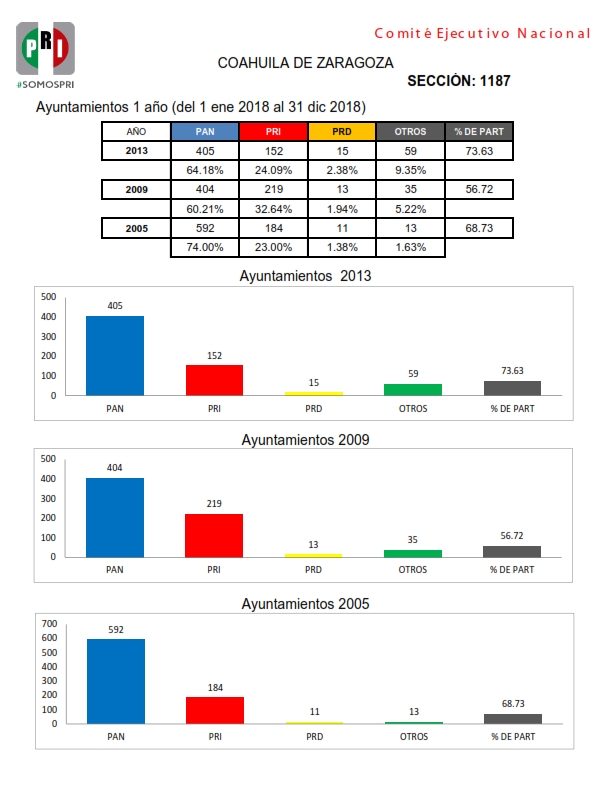 Comité Ejecutivo Nacional
PRI
#SOMOSPRI
COAHUILA DE ZARAGOZA
SECCIÓN: 1187
Ayuntamientos 1 año (del 1 ene 2018 al 31 dic 2018)
AÑO PAN PRI PRD OTROS % DE PART
2013 405 152 15 59 73.63
64.18% 24.09% 2.38% 9.35%
2009 404 219 13 35 56.72
60.21% 32.64% 1.94% 5.22%
2005 592 184 11 13 68.73
74.00% 23.00% 1.38% 1.63%
Ayuntamientos 2013
500
400
300
200
100
0
405 152 15 59 73.63
PAN PRI PRD OTROS % DE PART
Ayuntamientos 2009
500
400
300
200
100
0
404 219 13 35 56.72
PAN PRI PRD OTROS % DE PART
Ayuntamientos 2005
700
600
500
400
300
200
100
0
592 184 11 13 68.73
PAN PRI PRD OTROS % DE PART